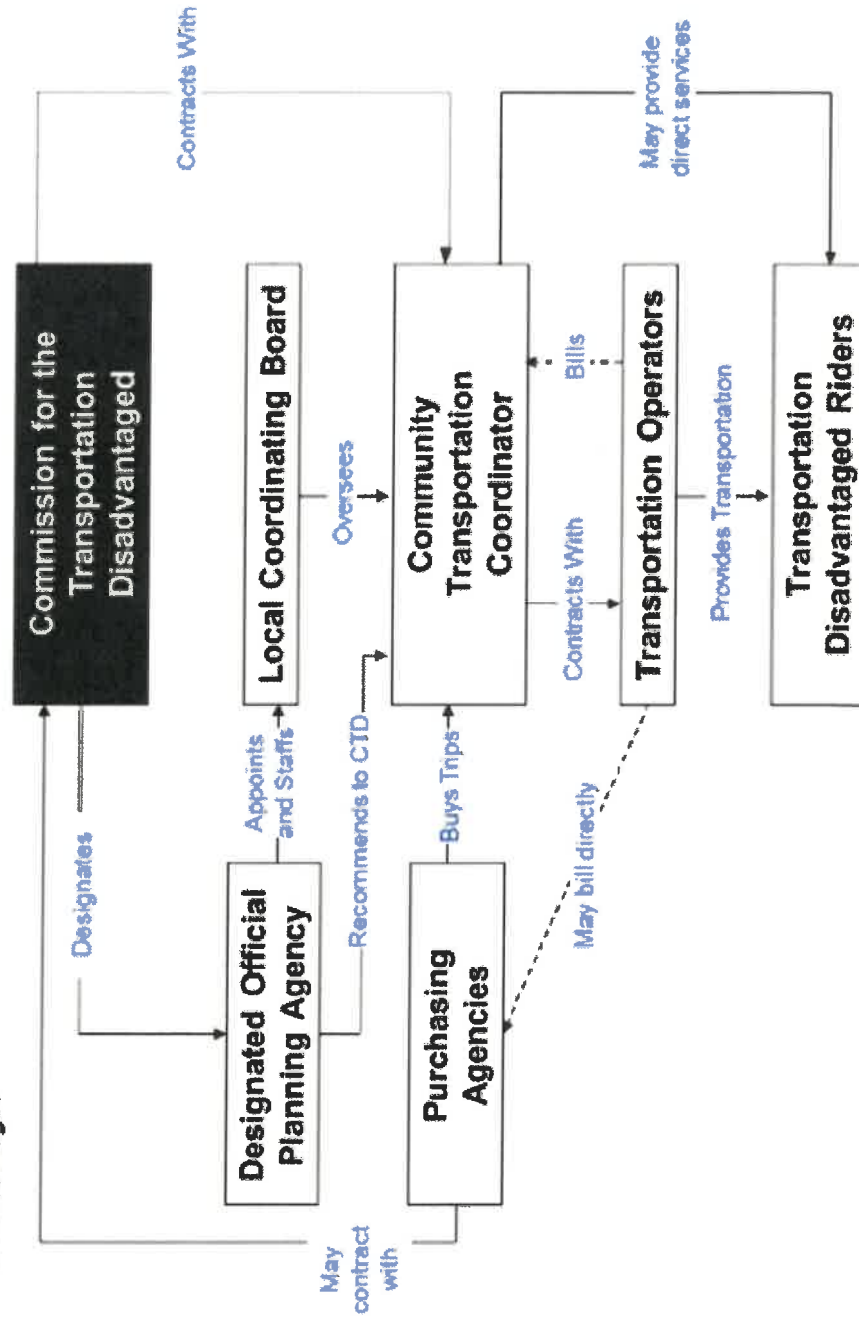 Commission for the
Transportation
Disadvantaged
Contracts With
Designates
Local Coordinating Board
Appoints
and Staffs
Designated Official
Planning Agency
Oversees
Recommends to CTD
Community
Transportation
Coordinator
Buys Trips
Purchasing
Agencies
May
contract
with
Contracts With
Bills
May provide
direct services
Transportation Operators
May bill directly
Provides Transportation
Transportation
Disadvantaged Riders